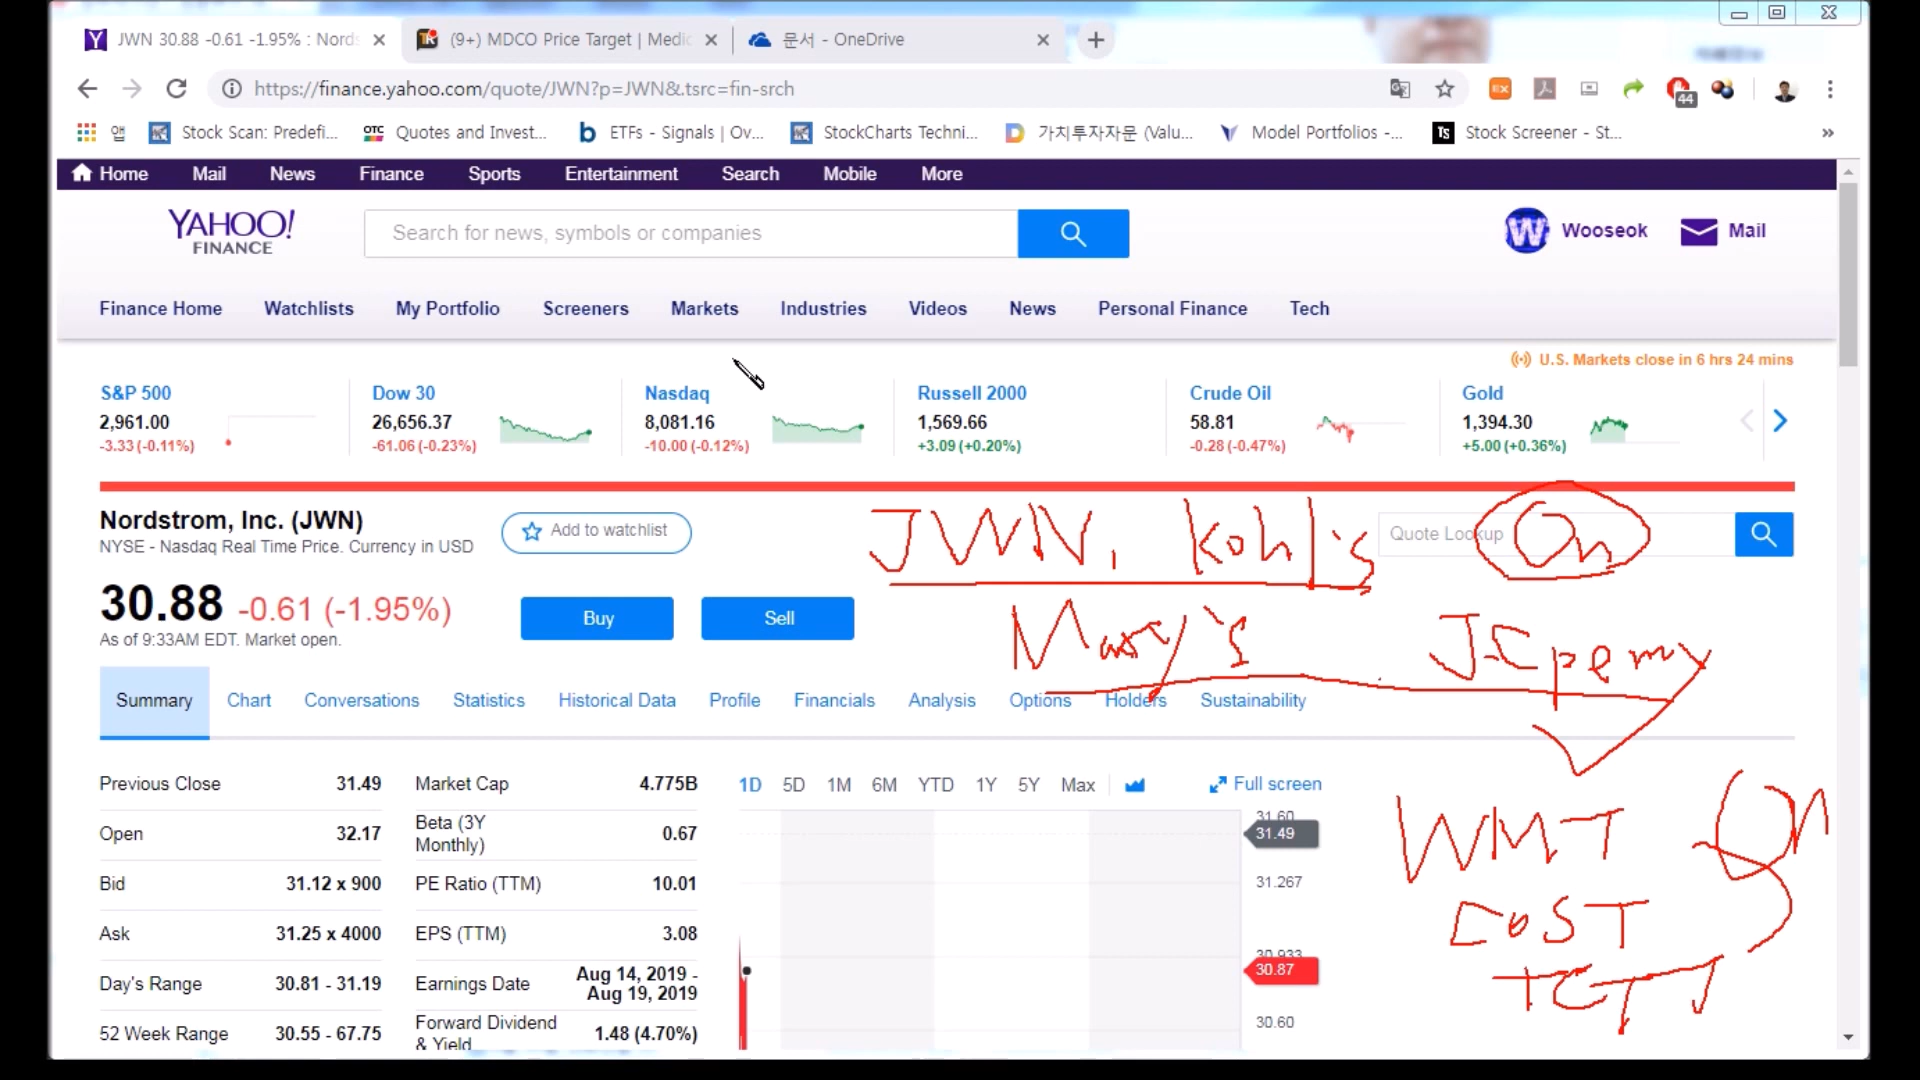 JWN 30.88 -0.61 -1.95% : Nords
(9+) MDCO Price Target | Medic
문서 - OneDrive
https://finance.yahoo.com/quote/JWN?p=JWN&.tsrc=fin-srch
44
앱 Stock Scan: Predefi... OTC Quotes and Invest... b ETFs - Signals | Ov... StockCharts Techni... 가치투자자문 (Valu... Model Portfolios -... TS Stock Screener - St... »
Home Mail News Finance Sports Entertainment Search Mobile More
YAHOO!
FINANCE
Search for news, symbols or companies
W Wooseok Mail
Finance Home Watchlists My Portfolio Screeners Markets Industries Videos News Personal Finance Tech
U.S. Markets close in 6 hrs 24 mins
S&P 500
2,961.00
-3.33 (-0.11%)
Dow 30
26,656.37
-61.06 (-0.23%)
Nasdaq
8,081.16
-10.00 (-0.12%)
Russell 2000
1,569.66
+3.09 (+0.20%)
Crude Oil
58.81
-0.28 (-0.47%)
Gold
1,394.30
+5.00 (+0.36%)
Nordstrom, Inc. (JWN)
NYSE - Nasdaq Real Time Price. Currency in USD
Add to watchlist
JWN, Kohl's
Quote Lookup
On
30.88 -0.61 (-1.95%)
As of 9:33AM EDT. Market open.
Buy
Sell
Macy's
Summary Chart Conversations Statistics Historical Data Profile Financials Analysis Options Holders Sustainability
Previous Close 31.49
Open 32.17
Bid 31.12 x 900
Ask 31.25 x 4000
Day's Range 30.81 - 31.19
52 Week Range 30.55 - 67.75
Market Cap 4.775B
Beta (3Y
Monthly) 0.67
PE Ratio (TTM) 10.01
EPS (TTM) 3.08
Earnings Date Aug 14, 2019 -
Aug 19, 2019
Forward Dividend
& Yield 1.48 (4.70%)
1D 5D 1M 6M YTD 1Y 5Y Max
Full screen
31.60
31.49
31.267
30.933
30.87
30.60
WMT
On
COST